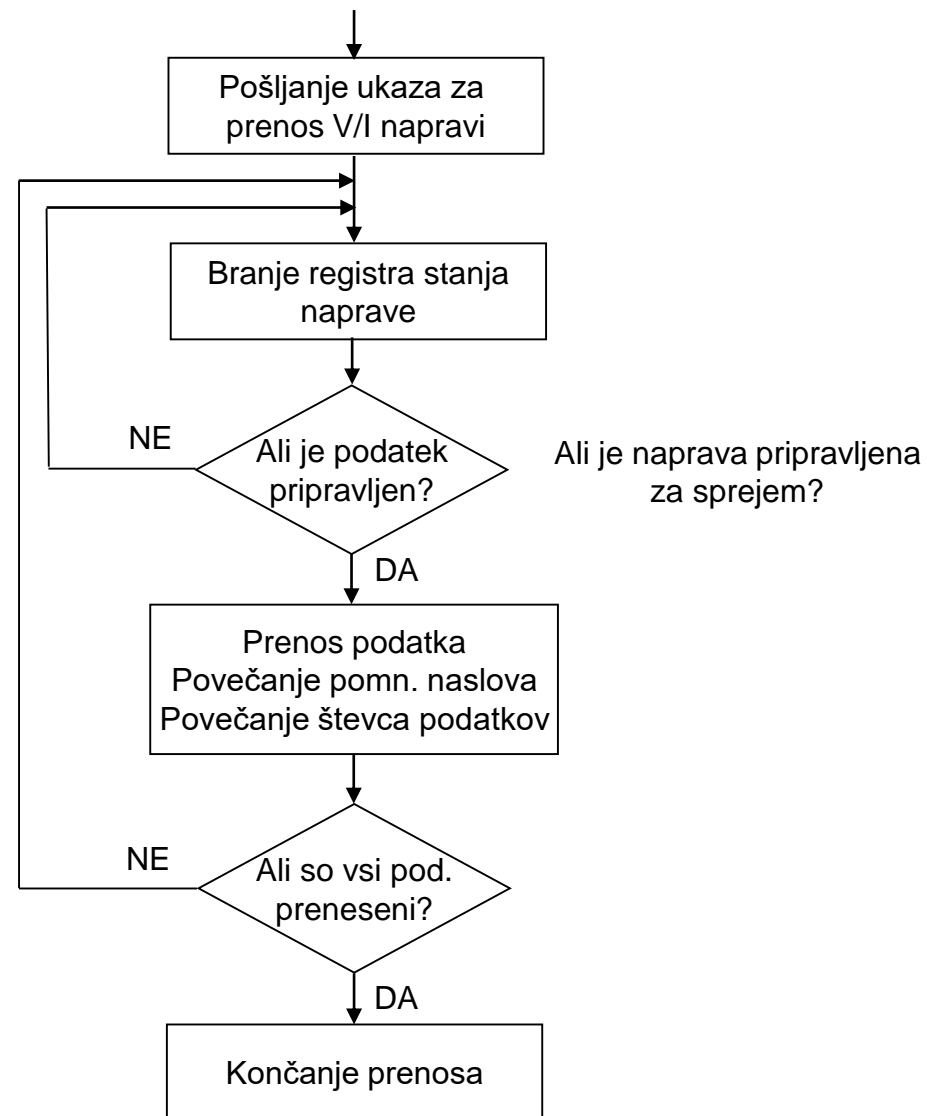 Pošljanje ukaza za
prenos V/I napravi
Branje registra stanja
naprave
NE
Ali je podatek
pripravljen?
Ali je naprava pripravljena
za sprejem?
DA
Prenos podatka
Povečanje pomn. naslova
Povečanje števca podatkov
NE
Ali so vsi pod.
preneseni?
DA
Končanje prenosa